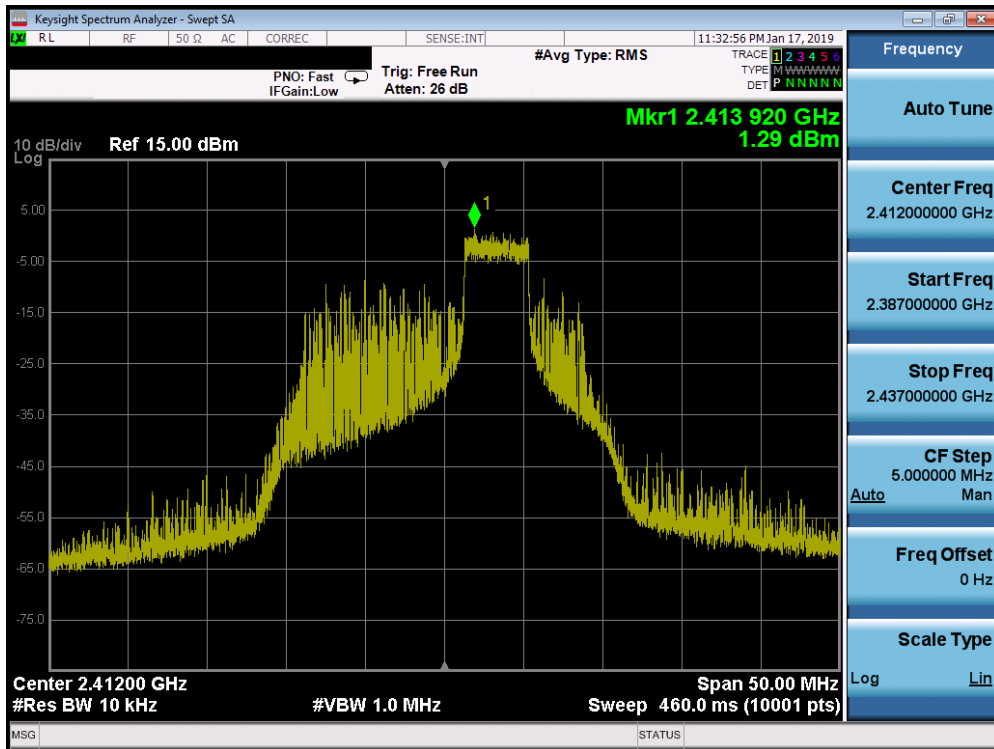 Keysight Spectrum Analyzer - Swept SA
LXI RL RF 50 Ω AC CORREC SENSE:INT 11:32:56 PM Jan 17, 2019
#Avg Type: RMS TRACE 1 2 3 4 5 6
PNO: Fast Trig: Free Run TYPE M WWWWW
IFGain:Low Atten: 26 dB DET P N N N N N
Mkr1 2.413 920 GHz
1.29 dBm
10 dB/div Ref 15.00 dBm
Log
1
5.00
-5.00
-15.0
-25.0
-35.0
-45.0
-55.0
-65.0
-75.0
Center 2.41200 GHz Span 50.00 MHz
#Res BW 10 kHz #VBW 1.0 MHz Sweep 460.0 ms (10001 pts)
MSG STATUS
Frequency
Auto Tune
Center Freq
2.412000000 GHz
Start Freq
2.387000000 GHz
Stop Freq
2.437000000 GHz
CF Step
5.000000 MHz
Auto Man
Freq Offset
0 Hz
Scale Type
Log Lin